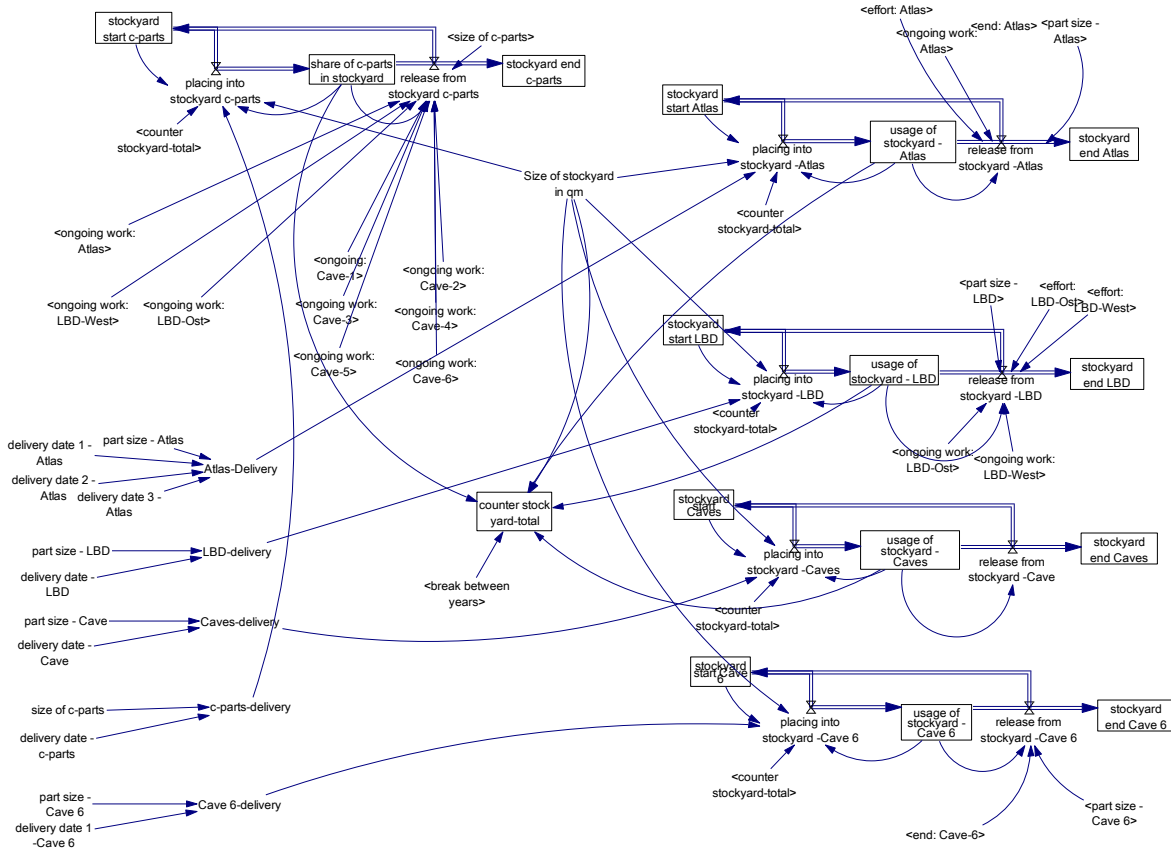 stockyard
start c-parts
<size of c-parts>
share of c-parts
in stockyard
stockyard end
c-parts
placing into
stockyard c-parts
release from
stockyard c-parts
<counter
stockyard-total>
<ongoing work:
Atlas>
<ongoing work:
LBD-West>
<ongoing work:
LBD-Ost>
<ongoing:
Cave-1>
<ongoing work:
Cave-2>
<ongoing work:
Cave-3>
<ongoing work:
Cave-4>
<ongoing work:
Cave-5>
<ongoing work:
Cave-6>
Size of stockyard
in qm
<effort: Atlas>
<end: Atlas>
<ongoing work:
Atlas>
<part size -
Atlas>
stockyard
start Atlas
placing into
stockyard -Atlas
usage of
stockyard -
Atlas
release from
stockyard -Atlas
stockyard
end Atlas
<counter
stockyard-total>
<part size -
LBD>
<effort:
LBD-Ost>
<effort:
LBD-West>
stockyard
start LBD
placing into
stockyard -LBD
usage of
stockyard - LBD
release from
stockyard -LBD
stockyard
end LBD
<counter
stockyard-total>
<ongoing work:
LBD-Ost>
<ongoing work:
LBD-West>
delivery date 1 -
Atlas
part size - Atlas
delivery date 2 -
Atlas
delivery date 3 -
Atlas
Atlas-Delivery
counter stock
yard-total
<break between
years>
stockyard
start
Caves
placing into
stockyard -Caves
usage of
stockyard -
Caves
release from
stockyard -Cave
stockyard
end Caves
<counter
stockyard-total>
part size - LBD
delivery date -
LBD
LBD-delivery
part size - Cave
delivery date -
Cave
Caves-delivery
size of c-parts
delivery date -
c-parts
c-parts-delivery
part size -
Cave 6
delivery date 1
-Cave 6
Cave 6-delivery
stockyard
start Cave
6
placing into
stockyard -Cave 6
usage of
stockyard -
Cave 6
release from
stockyard -Cave 6
stockyard
end Cave 6
<counter
stockyard-total>
<end: Cave-6>
<part size -
Cave 6>